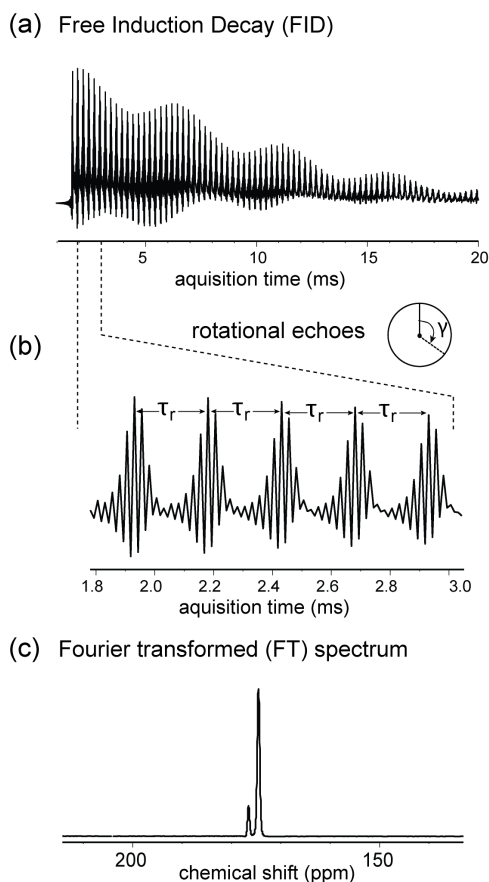 (a) Free Induction Decay (FID)
5 10 15 20
aquisition time (ms)
rotational echoes γ
(b)
τr τr τr τr
1.8 2.0 2.2 2.4 2.6 2.8 3.0
aquisition time (ms)
(c) Fourier transformed (FT) spectrum
200 150
chemical shift (ppm)